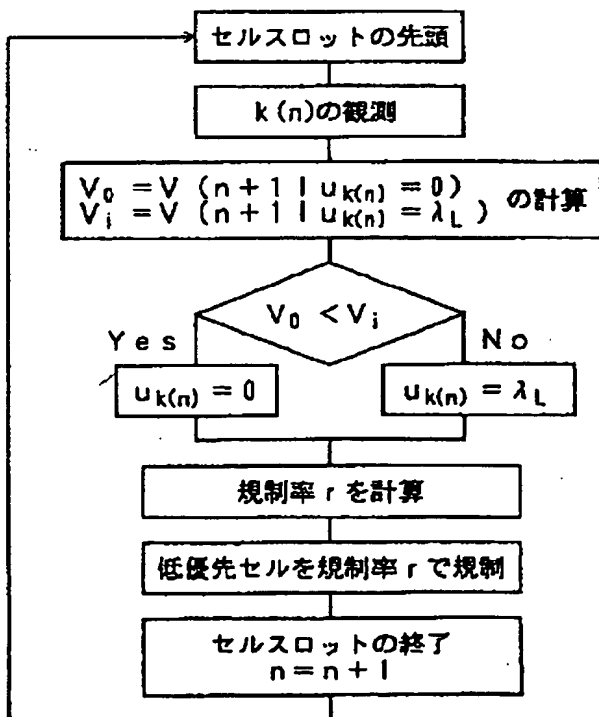 セルスロットの先頭
k(n)の観測
V₀ = V (n + 1 | u_k(n) = 0)
V_i = V (n + 1 | u_k(n) = λ_L) の計算
V₀ < V_i
Yes
No
u_k(n) = 0
u_k(n) = λ_L
規制率 r を計算
低優先セルを規制率 r で規制
セルスロットの終了
n = n + 1